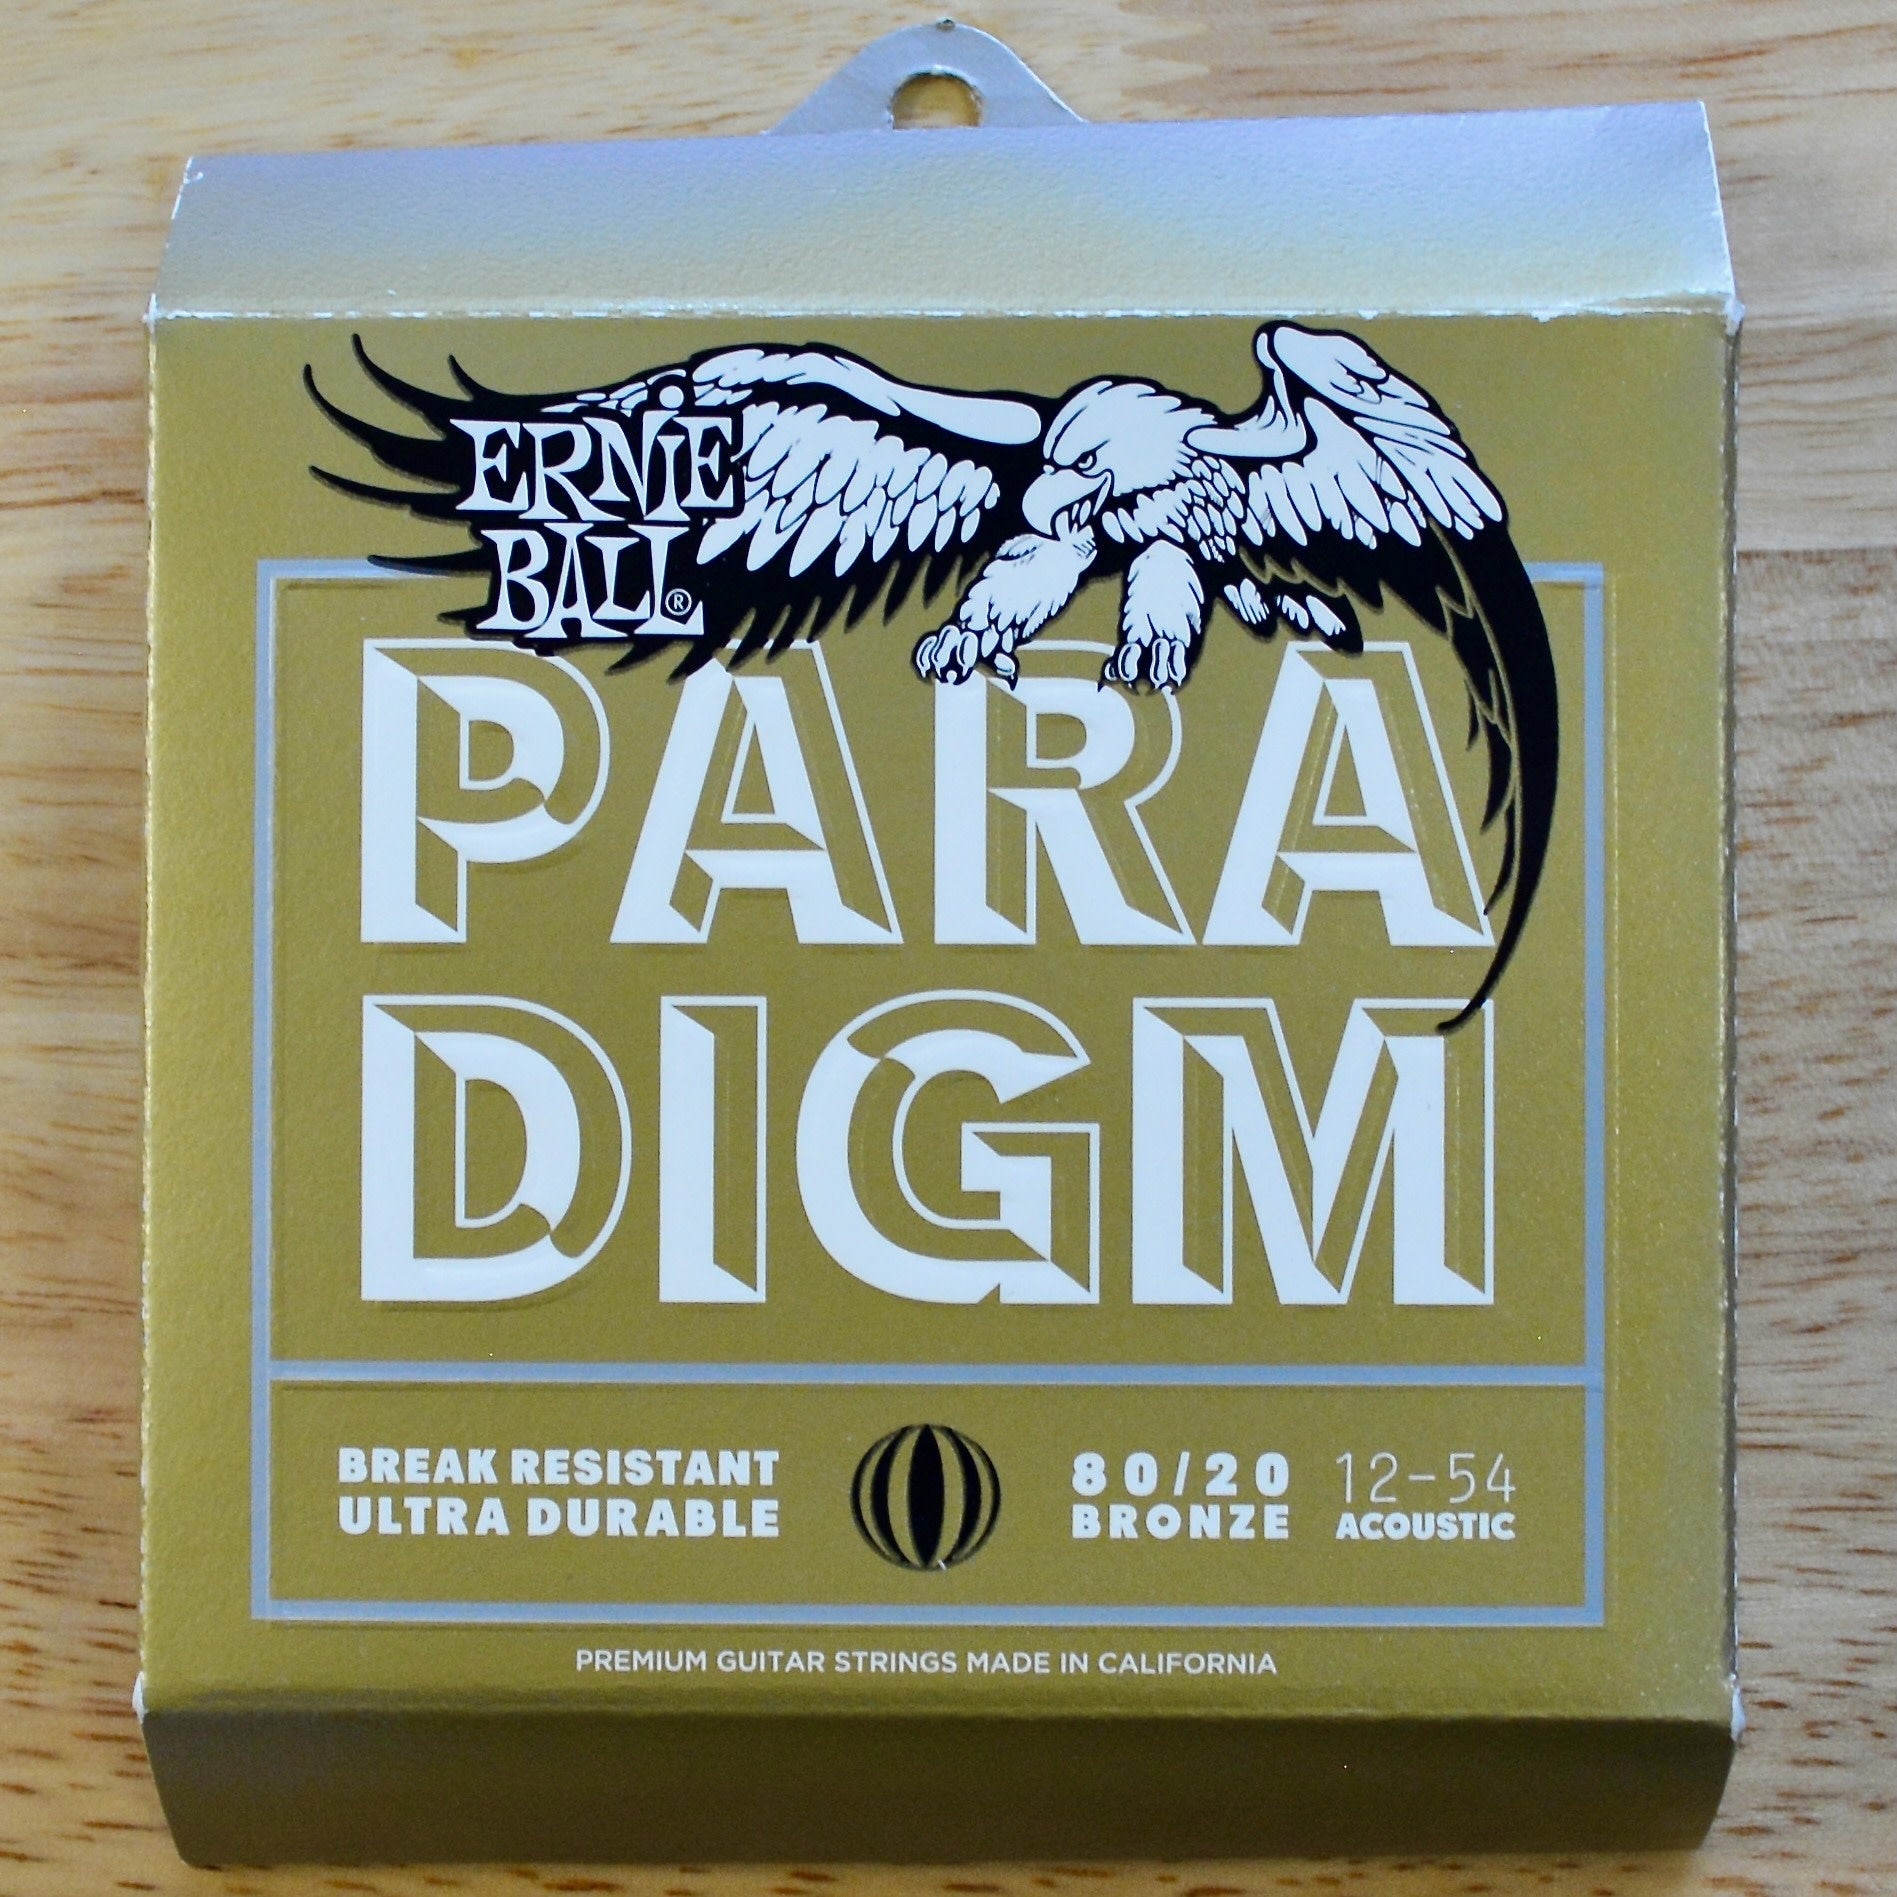 ERNiE
BALL®
PARA
DIGM
BREAK RESISTANT
ULTRA DURABLE
80/20
BRONZE
12-54
ACOUSTIC
PREMIUM GUITAR STRINGS MADE IN CALIFORNIA